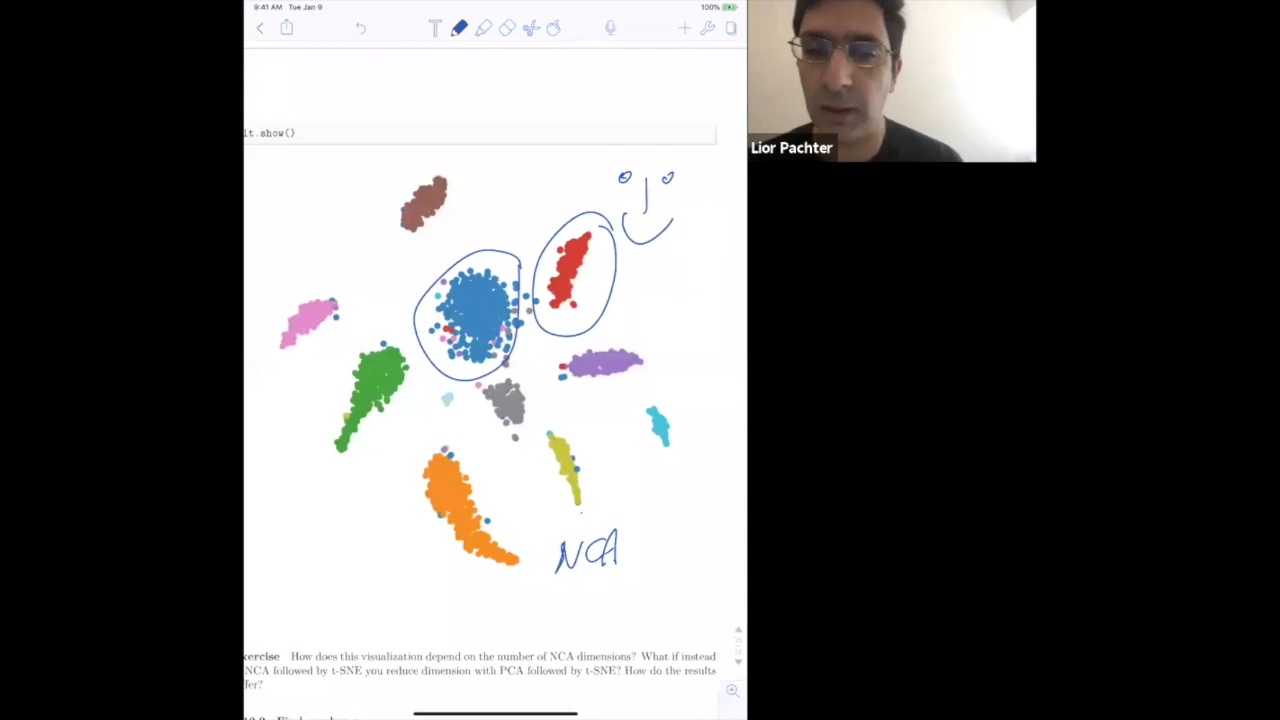 9:41 AM Tue Jan 9
100%
T
lt.show()
NCA
xercise How does this visualization depend on the number of NCA dimensions? What if instead
NCA followed by t-SNE you reduce dimension with PCA followed by t-SNE? How do the results
fer?
Lior Pachter